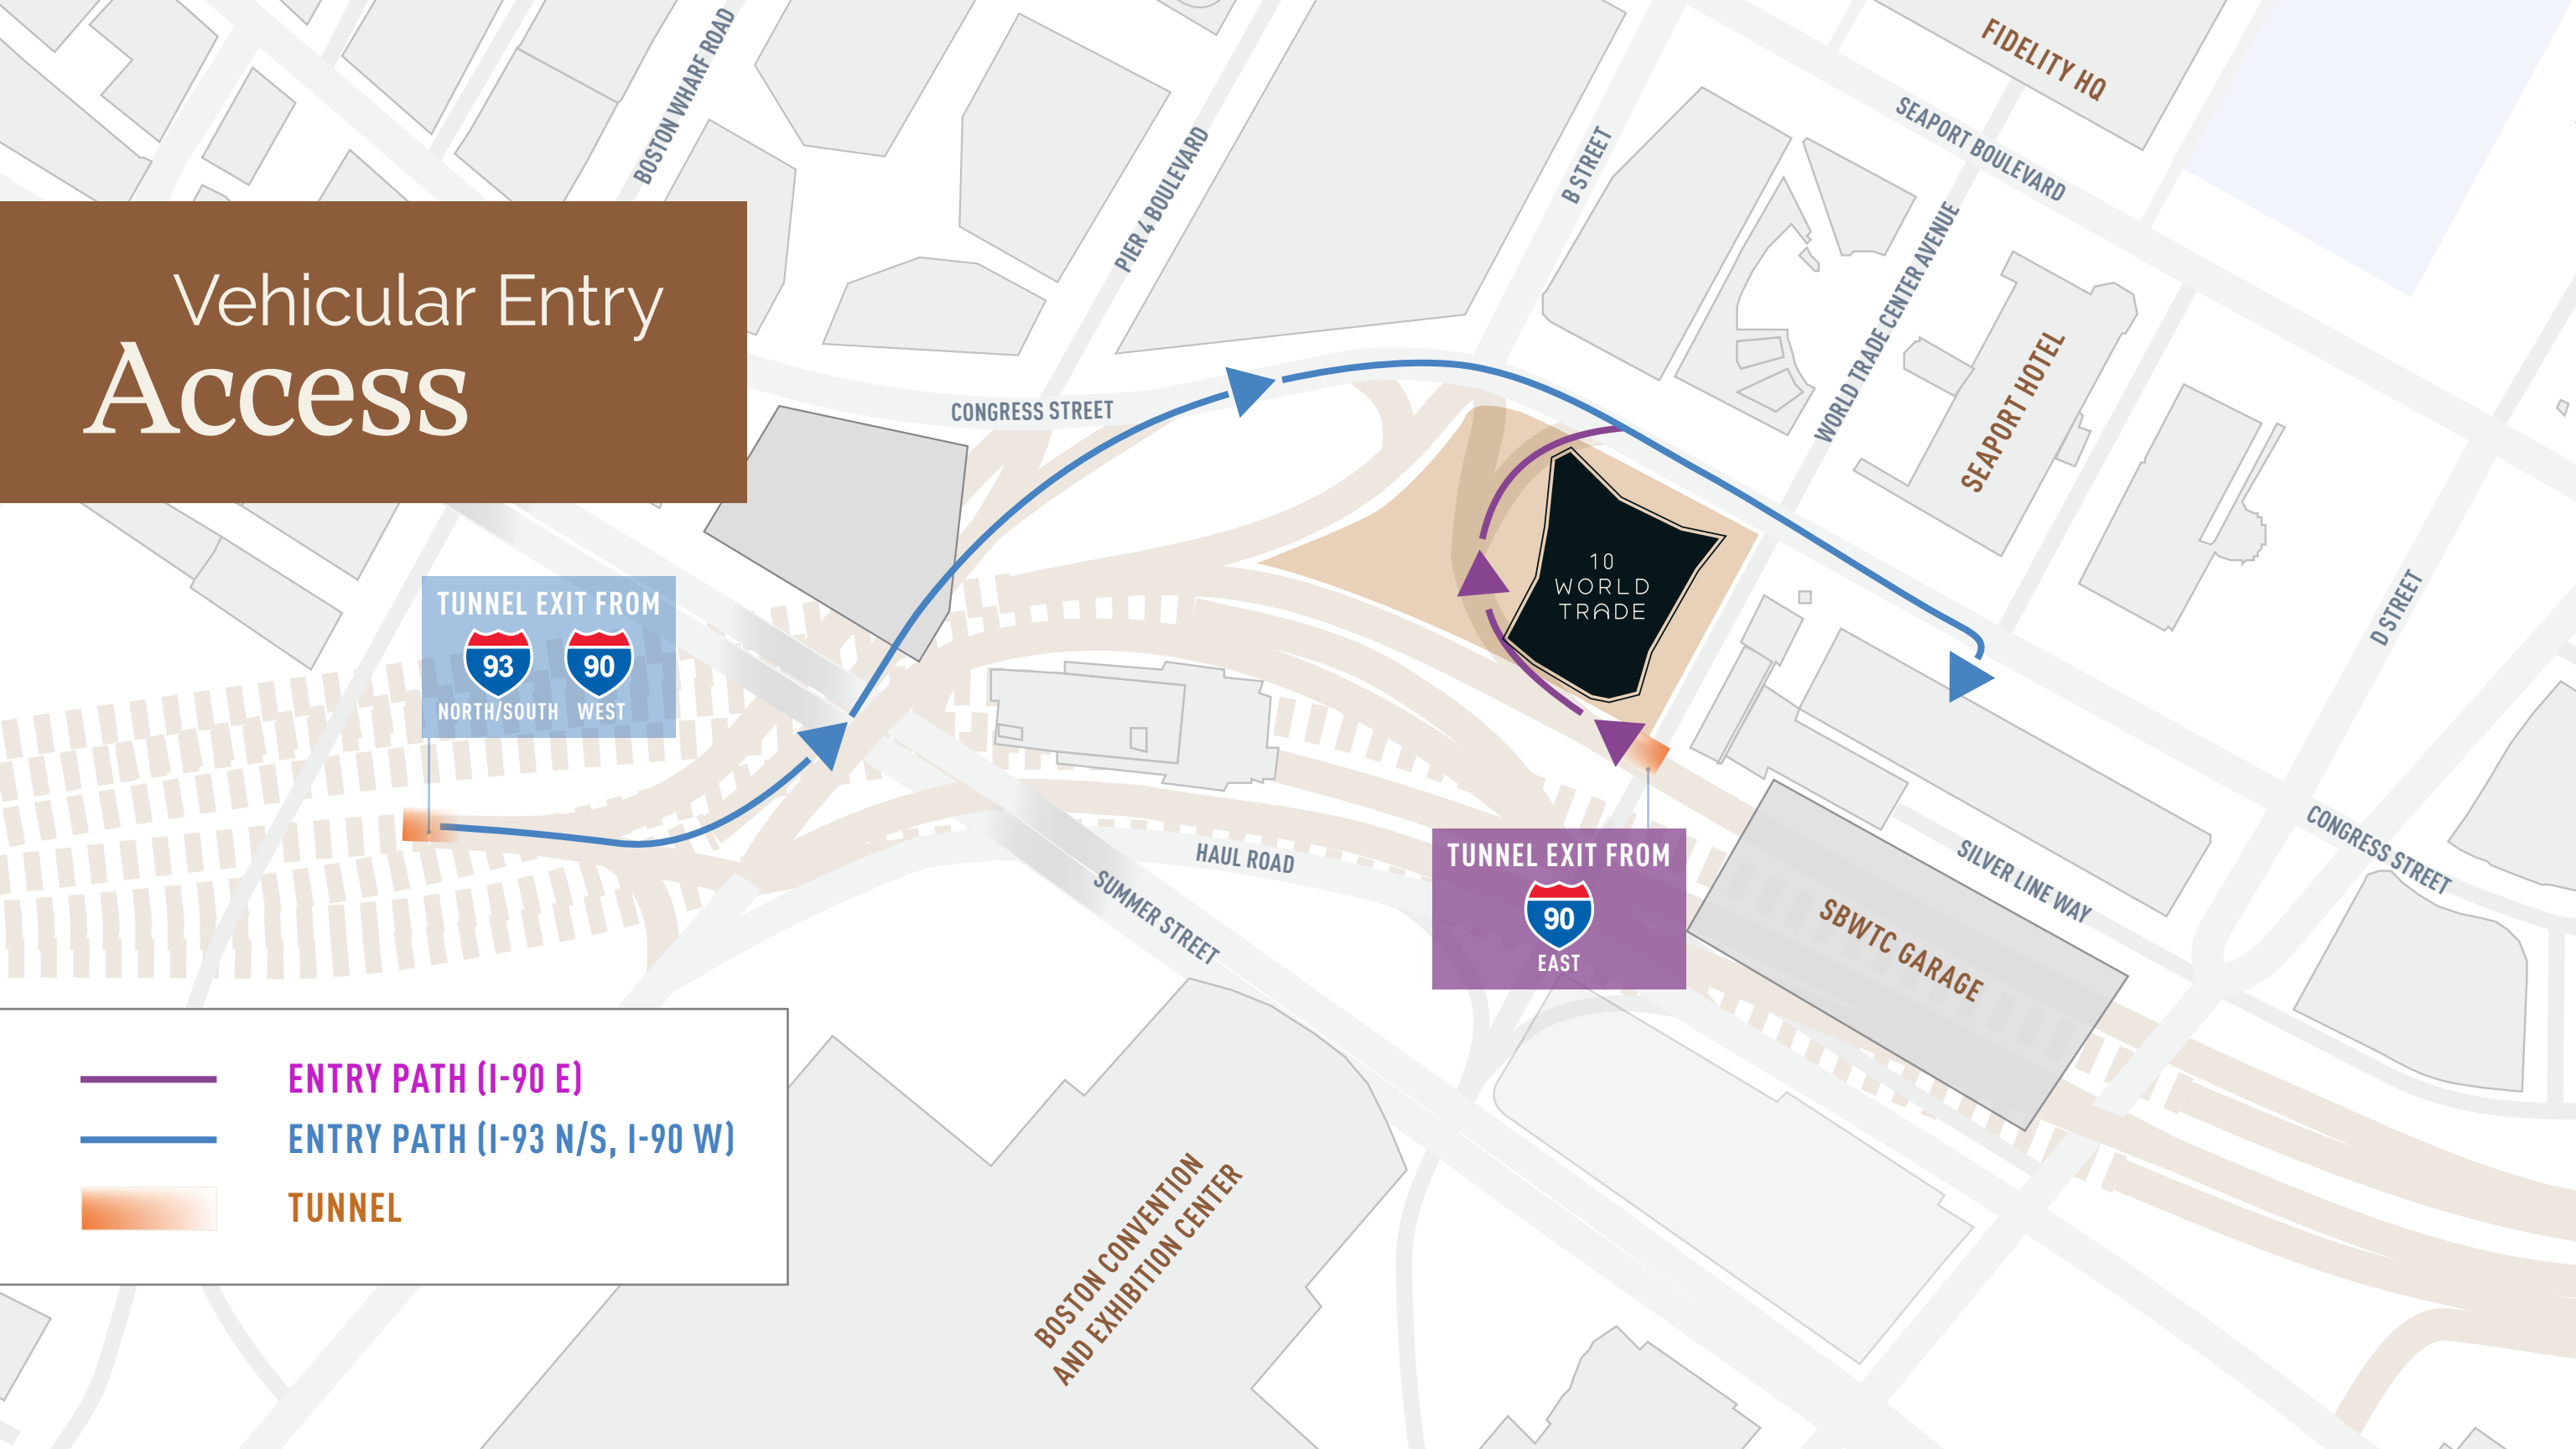 BOSTON WHARF ROAD
PIER 4 BOULEVARD
B STREET
FIDELITY HQ
SEAPORT BOULEVARD
WORLD TRADE CENTER AVENUE
SEAPORT HOTEL
Vehicular Entry
Access
CONGRESS STREET
10
WORLD
TRADE
D STREET
TUNNEL EXIT FROM
93 90
NORTH/SOUTH WEST
TUNNEL EXIT FROM
90
EAST
HAUL ROAD
SUMMER STREET
SILVER LINE WAY
SBWTC GARAGE
CONGRESS STREET
ENTRY PATH (I-90 E)
ENTRY PATH (I-93 N/S, I-90 W)
TUNNEL
BOSTON CONVENTION
AND EXHIBITION CENTER